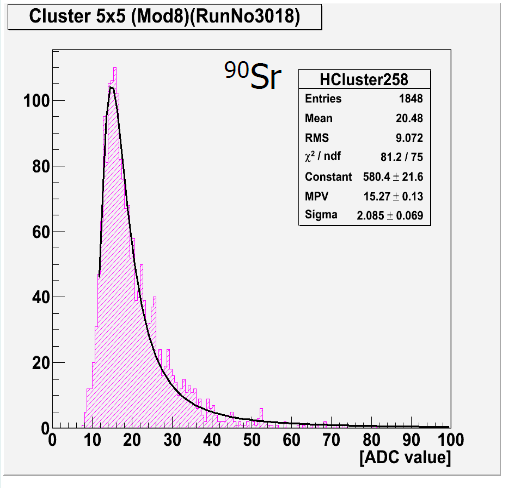 Cluster 5x5 (Mod8)(RunNo3018)
⁹⁰Sr
HCluster258
Entries 1848
Mean 20.48
RMS 9.072
χ² / ndf 81.2 / 75
Constant 580.4 ± 21.6
MPV 15.27 ± 0.13
Sigma 2.085 ± 0.069
100
80
60
40
20
0
0 10 20 30 40 50 60 70 80 90 100
[ADC value]